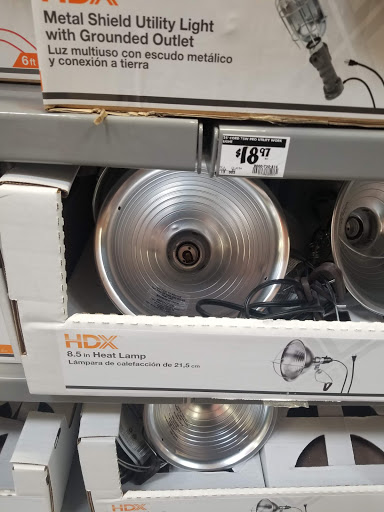 HDX
Metal Shield Utility Light
with Grounded Outlet
Luz multiuso con escudo metálico
y conexión a tierra
6ft
$18.97
HDX
8.5 in Heat Lamp
Lámpara de calefacción de 21,5 cm
HDX